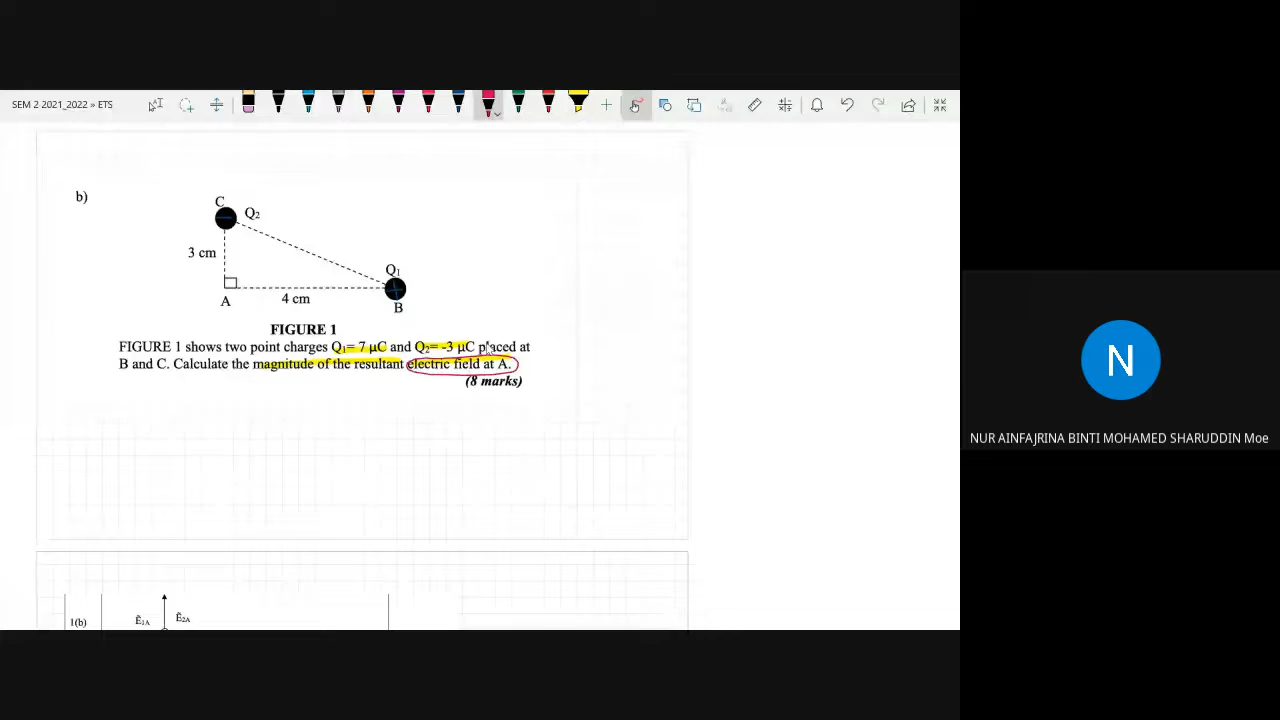 SEM 2 2021_2022 » ETS
b)
C
Q2
3 cm
Q1
A
4 cm
B
FIGURE 1
FIGURE 1 shows two point charges Q1= 7 μC and Q2= -3 μC placed at
B and C. Calculate the magnitude of the resultant electric field at A.
(8 marks)
1(b)
Ẽ1A
Ẽ2A
N
NUR AINFAJRINA BINTI MOHAMED SHARUDDIN Moe